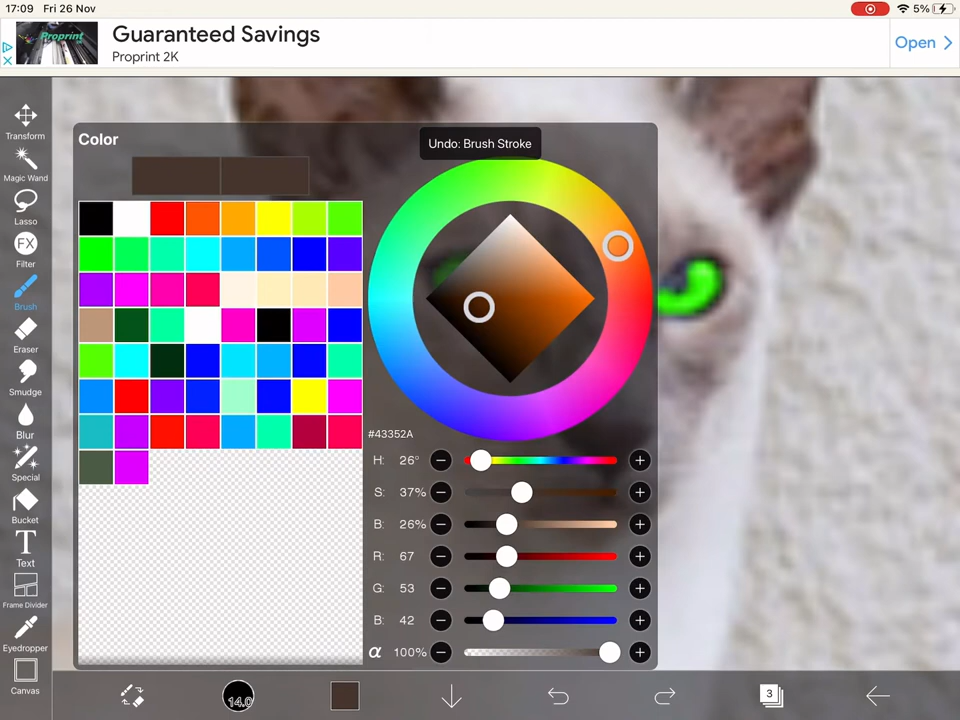 17:09 Fri 26 Nov
5%
Proprint
Guaranteed Savings
Proprint 2K
Open
Color
Undo: Brush Stroke
Transform
Magic Wand
Lasso
FX
Filter
Brush
Eraser
Smudge
Blur
Special
Bucket
T
Text
Frame Divider
Eyedropper
Canvas
#43352A
H: 26°
S: 37%
B: 26%
R: 67
G: 53
B: 42
α 100%
14.0
3